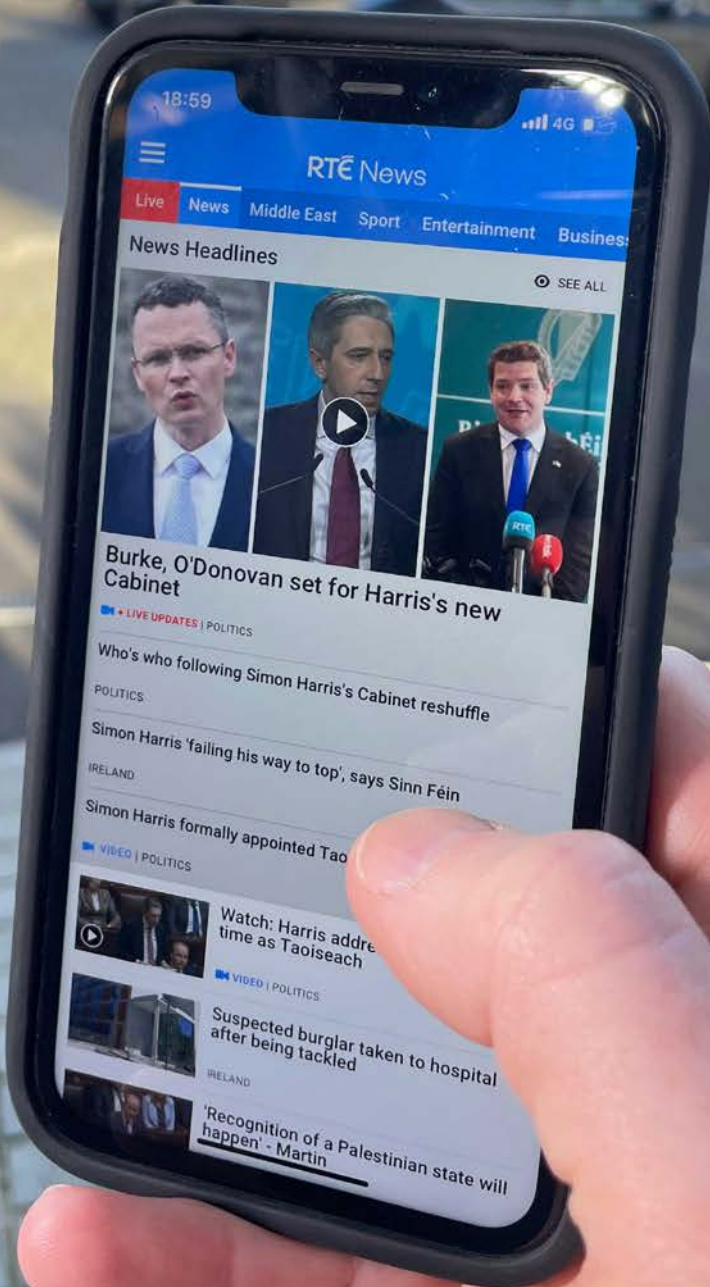 18:59
4G
RTÉ News
Live News Middle East Sport Entertainment Business
News Headlines
SEE ALL
RTÉ
Burke, O'Donovan set for Harris's new
Cabinet
LIVE UPDATES | POLITICS
Who's who following Simon Harris's Cabinet reshuffle
POLITICS
Simon Harris 'failing his way to top', says Sinn Féin
IRELAND
Simon Harris formally appointed Tao
VIDEO | POLITICS
Watch: Harris addre
time as Taoiseach
VIDEO | POLITICS
Suspected burglar taken to hospital
after being tackled
IRELAND
'Recognition of a Palestinian state will
happen' - Martin